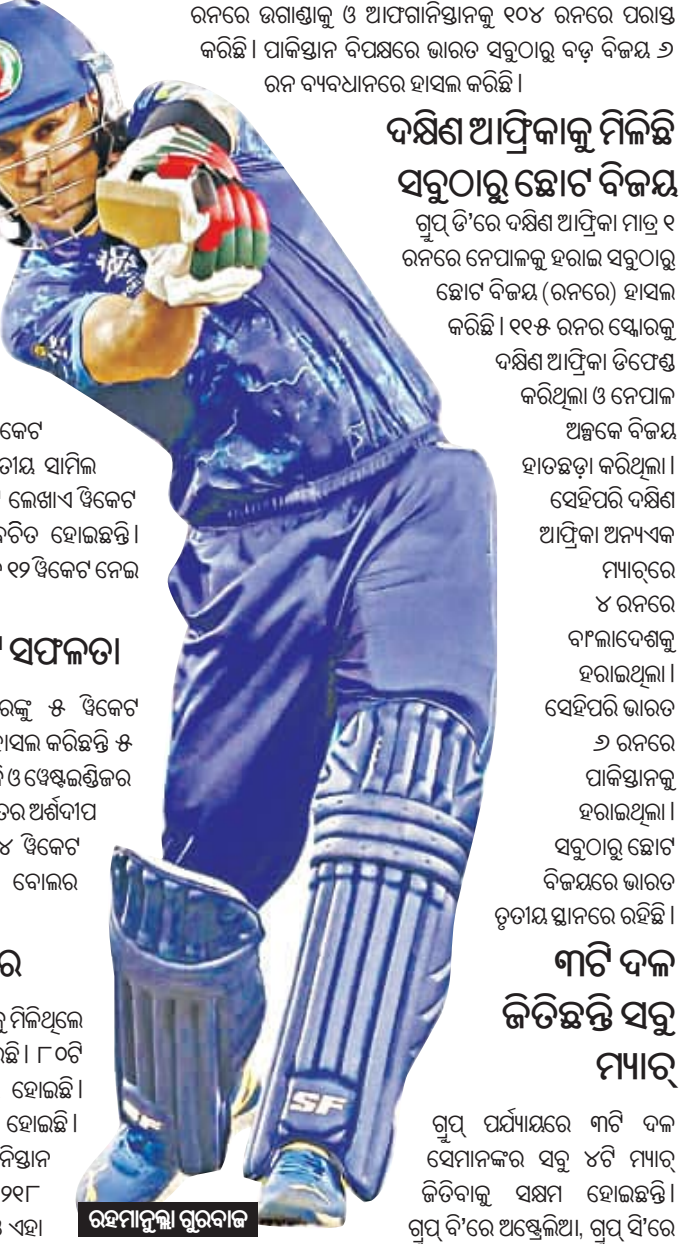 ରନରେ ଉଗାଣ୍ଡାକୁ ଓ ଆଫଗାନିସ୍ତାନକୁ ୧୦୪ ରନରେ ପରାସ୍ତ
କରିଛି । ପାକିସ୍ତାନ ବିପକ୍ଷରେ ଭାରତ ସବୁଠାରୁ ବଡ଼ ବିଜୟ ୬
ରନ ବ୍ୟବଧାନରେ ହାସଲ କରିଛି ।
ଦକ୍ଷିଣ ଆଫ୍ରିକାକୁ ମିଳିଛି
ସବୁଠାରୁ ଛୋଟ ବିଜୟ
ଗ୍ରୁପ୍ ଡି'ରେ ଦକ୍ଷିଣ ଆଫ୍ରିକା ମାତ୍ର ୧
ରନରେ ନେପାଳକୁ ହରାଇ ସବୁଠାରୁ
ଛୋଟ ବିଜୟ (ରନରେ) ହାସଲ
କରିଛି । ୧୧୫ ରନର ସ୍କୋରକୁ
ଦକ୍ଷିଣ ଆଫ୍ରିକା ଡିଫେଣ୍ଡ
କରିଥିଲା ଓ ନେପାଳ
ଅଳ୍ପକେ ବିଜୟ
ହାତଛଡ଼ା କରିଥିଲା ।
ସେହିପରି ଦକ୍ଷିଣ
ଆଫ୍ରିକା ଅନ୍ୟଏକ
ମ୍ୟାଚ୍‌ରେ
୪ ରନରେ
ବାଂଲାଦେଶକୁ
ହରାଇଥିଲା ।
ସେହିପରି ଭାରତ
୬ ରନରେ
ପାକିସ୍ତାନକୁ
ହରାଇଥିଲା ।
ସବୁଠାରୁ ଛୋଟ
ବିଜୟରେ ଭାରତ
ତୃତୀୟ ସ୍ଥାନରେ ରହିଛି ।
୩ଟି ଦଳ
ଜିତିଛନ୍ତି ସବୁ
ମ୍ୟାଚ୍
ଗ୍ରୁପ୍ ପର୍ଯ୍ୟାୟରେ ୩ଟି ଦଳ
ସେମାନଙ୍କର ସବୁ ୪ଟି ମ୍ୟାଚ୍
ଜିତିବାକୁ ସକ୍ଷମ ହୋଇଛନ୍ତି ।
ଗ୍ରୁପ୍ ବି'ରେ ଅଷ୍ଟ୍ରେଲିଆ, ଗ୍ରୁପ୍ ସି'ରେ
କେଟ
ତୀୟ ସାମିଲ
ଲେଖାଏ ୱିକେଟ
ହୋଇଛନ୍ତି ।
୧୨ ୱିକେଟ ନେଇ
ସଫଳତା
ରଙ୍କୁ ୫ ୱିକେଟ
ହାସଲ କରିଛନ୍ତି ୫
ଓ ୱେଷ୍ଟଇଣ୍ଡିଜର
ତର ଅର୍ଶଦୀପ
୪ ୱିକେଟ
ବୋଲର
ର
କୁ ମିଳିଥିଲେ
ଛି । ୮୦ଟି
ହୋଇଛି ।
ହୋଇଛି ।
ନିସ୍ତାନ
୨୧୮
ଏହା
SF
SF
ରହମାନୁଲ୍ଲା ଗୁରବାଜ